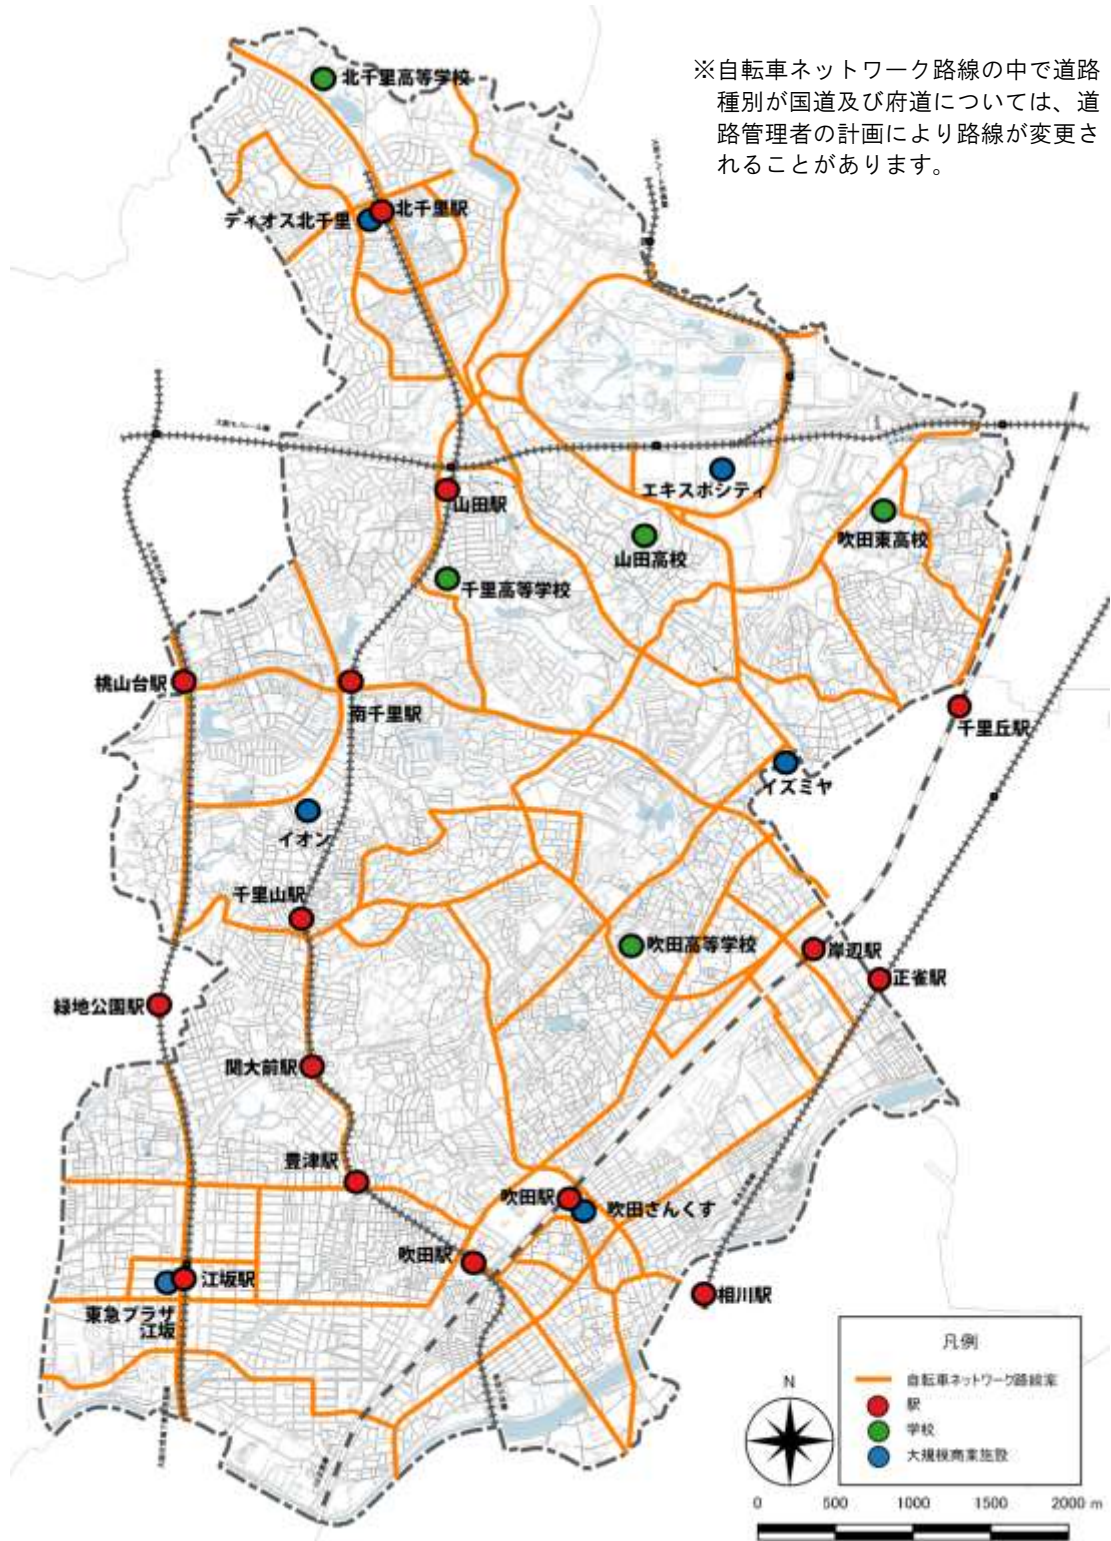 ※自転車ネットワーク路線の中で道路
種別が国道及び府道については、道
路管理者の計画により路線が変更さ
れることがあります。
北千里高等学校
北千里駅
ディオス北千里
エキスポシティ
山田駅
山田高校
吹田東高校
千里高等学校
桃山台駅
南千里駅
千里丘駅
イズミヤ
イオン
千里山駅
吹田高等学校
岸辺駅
正雀駅
緑地公園駅
関大前駅
豊津駅
吹田駅
吹田さんくす
吹田駅
江坂駅
東急プラザ
江坂
相川駅
凡例
自転車ネットワーク路線案
駅
学校
大規模商業施設
N
0 500 1000 1500 2000 m